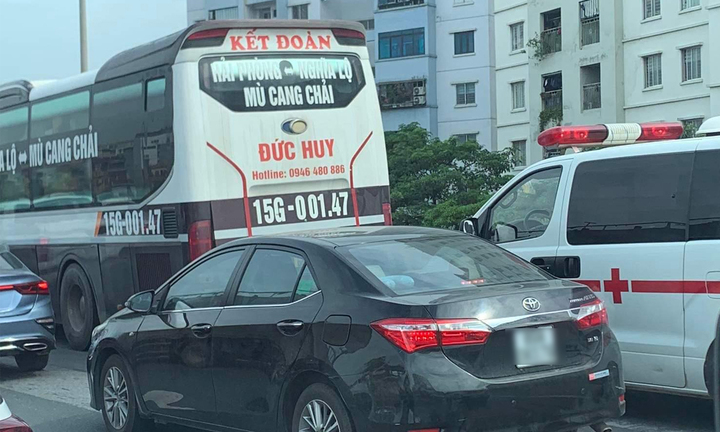 KẾT ĐOÀN
HẢI PHÒNG NGHĨA LỘ
MÙ CANG CHẢI
ĐỨC HUY
Hotline: 0946 480 886
15G-001.47
LỘ MÙ CANG CHẢI
15G-001.47